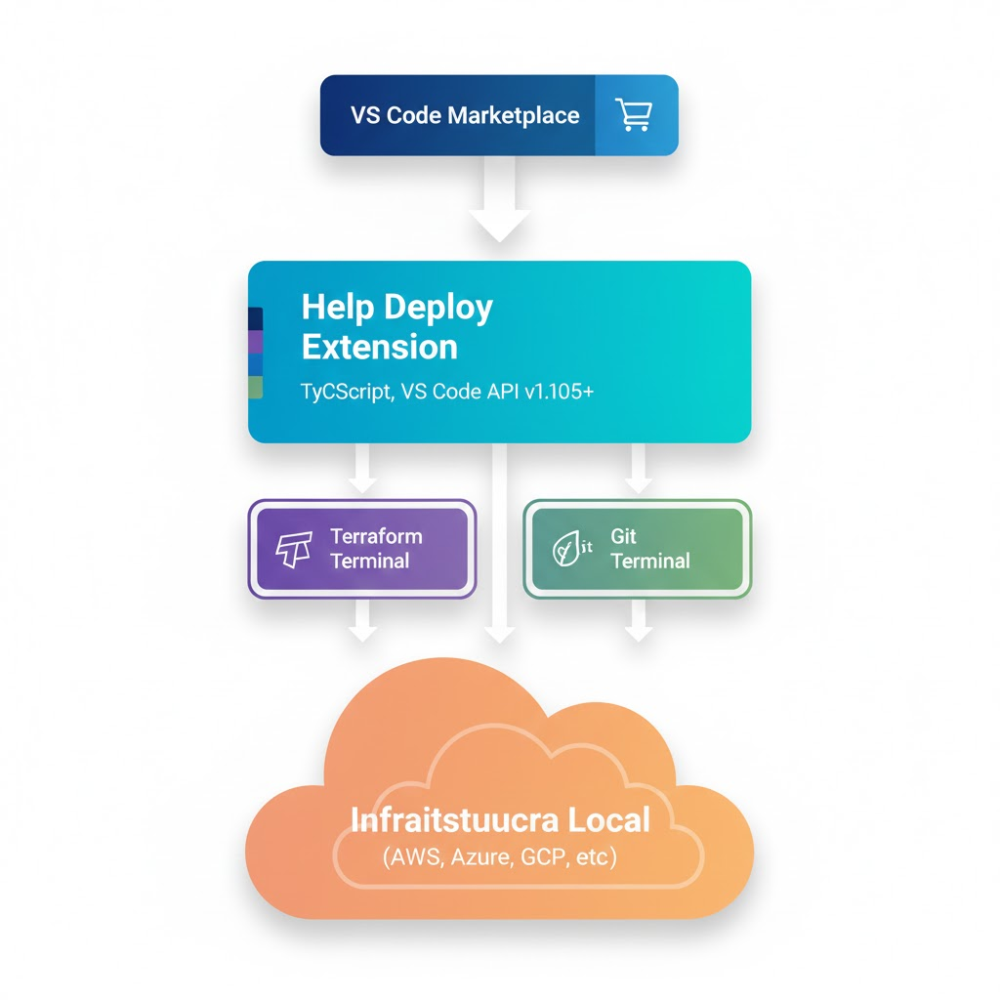 VS Code Marketplace
Help Deploy
Extension
TyCScript, VS Code API v1.105+
Terraform
Terminal
it
Git
Terminal
Infraitstuucra Local
(AWS, Azure, GCP, etc)